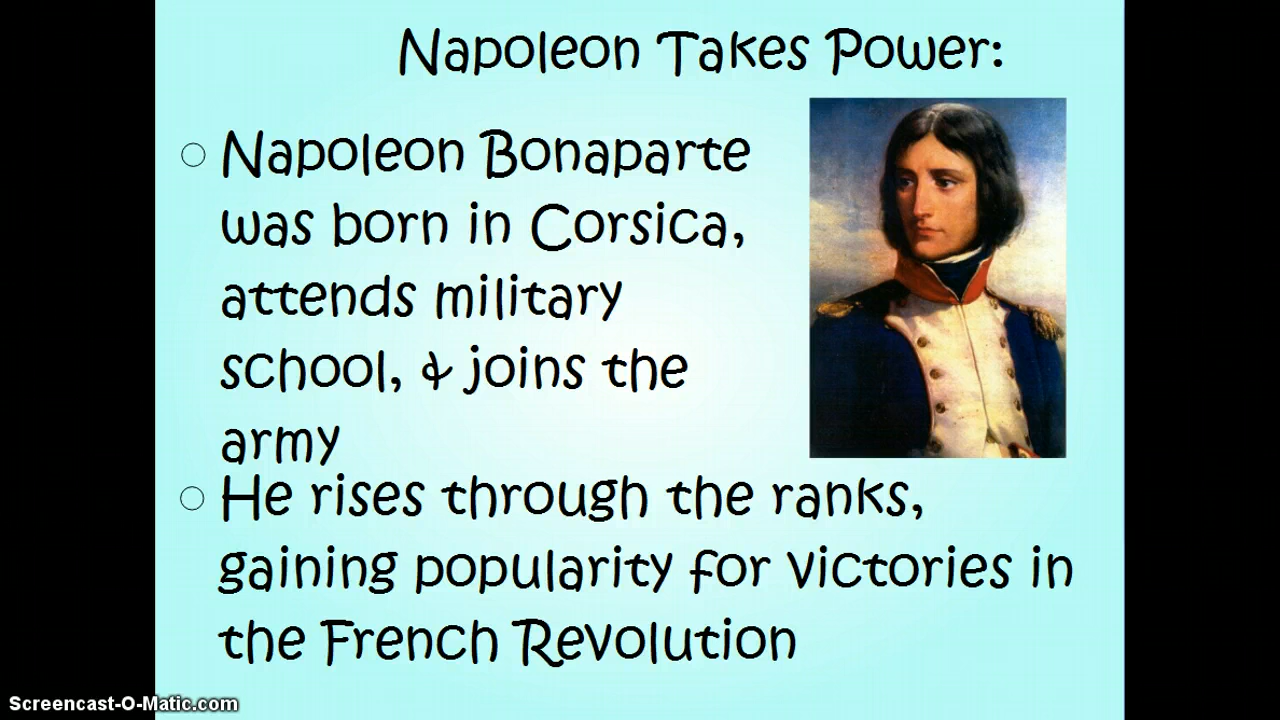 Napoleon Takes Power:
○ Napoleon Bonaparte
was born in Corsica,
attends military
school, & joins the
army
○ He rises through the ranks,
gaining popularity for victories in
the French Revolution
Screencast-O-Matic.com